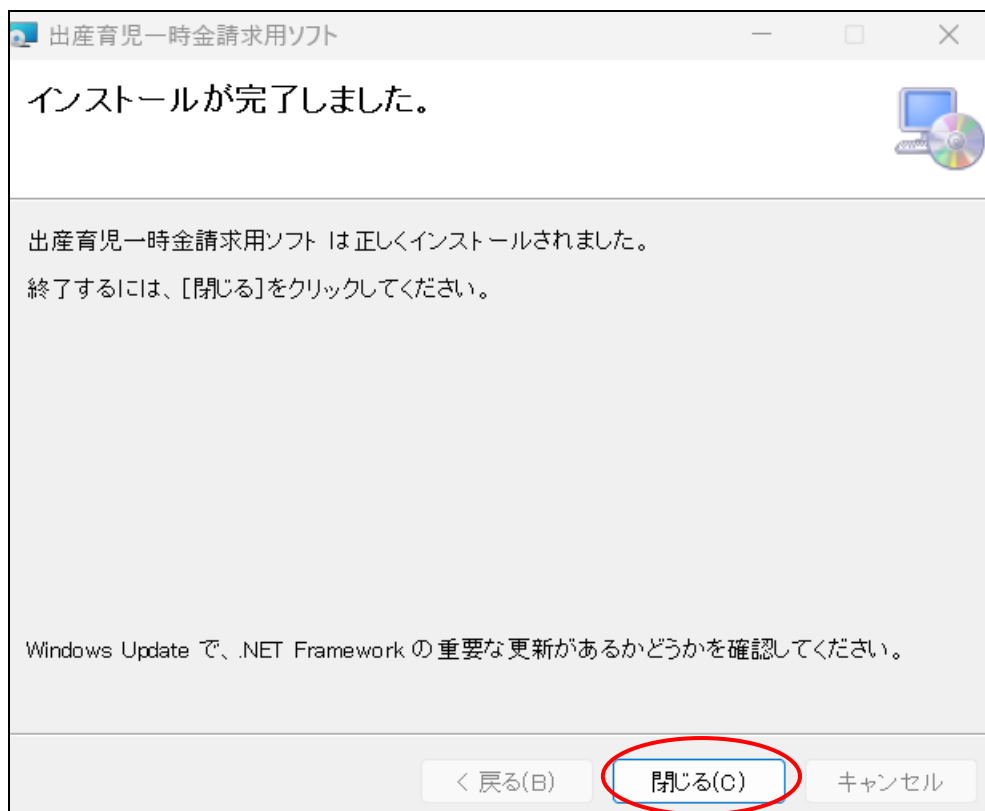 出産育児一時金請求用ソフト
インストールが完了しました。
出産育児一時金請求用ソフト は正しくインストールされました。
終了するには、[閉じる]をクリックしてください。
Windows Update で、.NET Framework の重要な更新があるかどうかを確認してください。
< 戻る(B) 閉じる(C) キャンセル